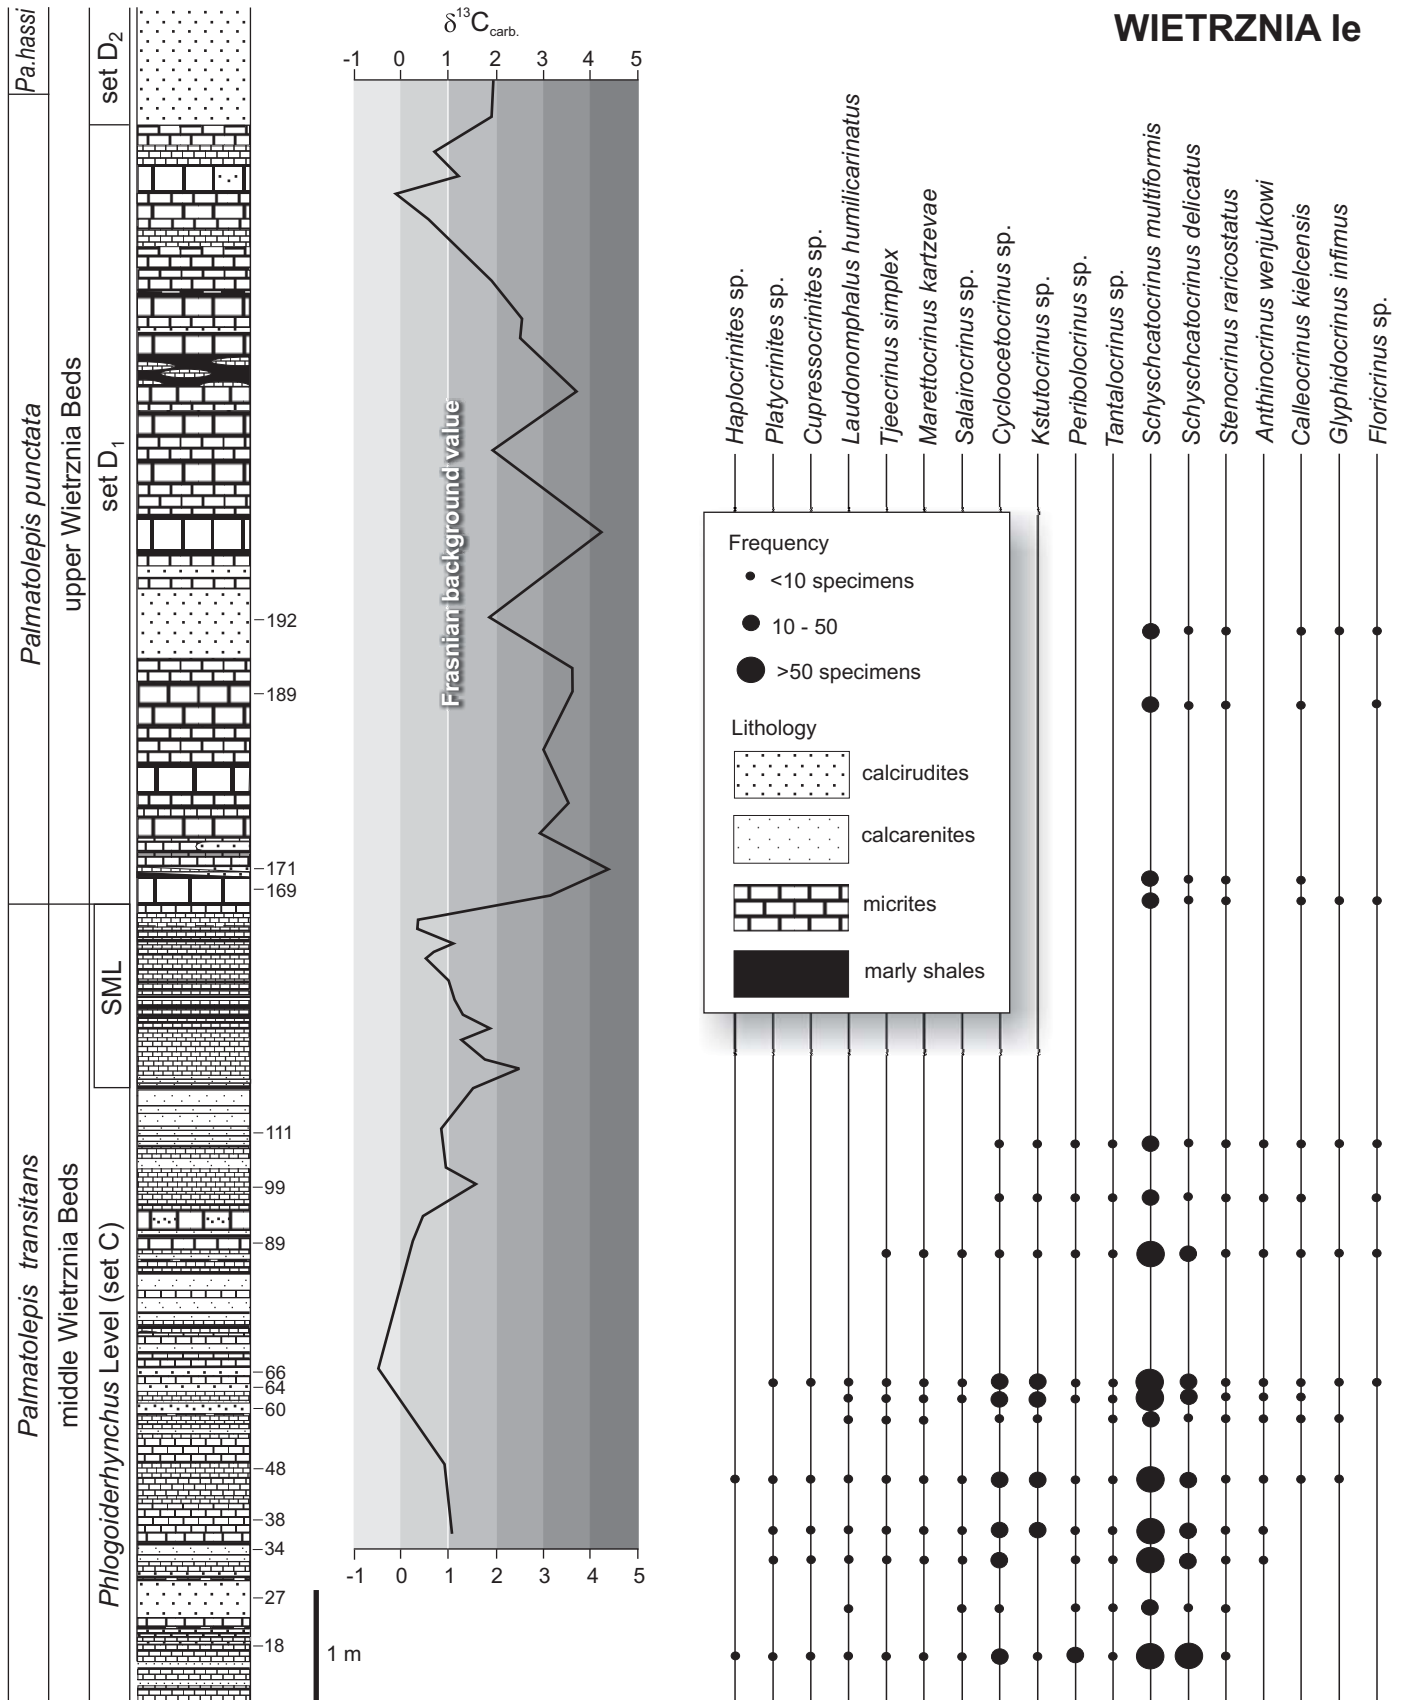 WIETRZNIA Ie
δ13Ccarb.
-1 0 1 2 3 4 5
Pa.hassi
Palmatolepis punctata
Palmatolepis transitans
upper Wietrznia Beds
middle Wietrznia Beds
set D2
set D1
SML
Phlogoiderhynchus Level (set C)
192
189
171
169
111
99
89
66
64
60
48
38
34
27
18
Frasnian background value
-1 0 1 2 3 4 5
1 m
Haplocrinites sp.
Platycrinites sp.
Cupressocrinites sp.
Laudonomphalus humilicarinatus
Tjeecrinus simplex
Marettocrinus kartzevae
Salairocrinus sp.
Cycloocetocrinus sp.
Kstutocrinus sp.
Peribolocrinus sp.
Tantalocrinus sp.
Schyschcatocrinus multiformis
Schyschcatocrinus delicatus
Stenocrinus raricostatus
Anthinocrinus wenjukowi
Calleocrinus kielcensis
Glyphidocrinus infimus
Floricrinus sp.
Frequency
<10 specimens
10 - 50
>50 specimens
Lithology
calcirudites
calcarenites
micrites
marly shales